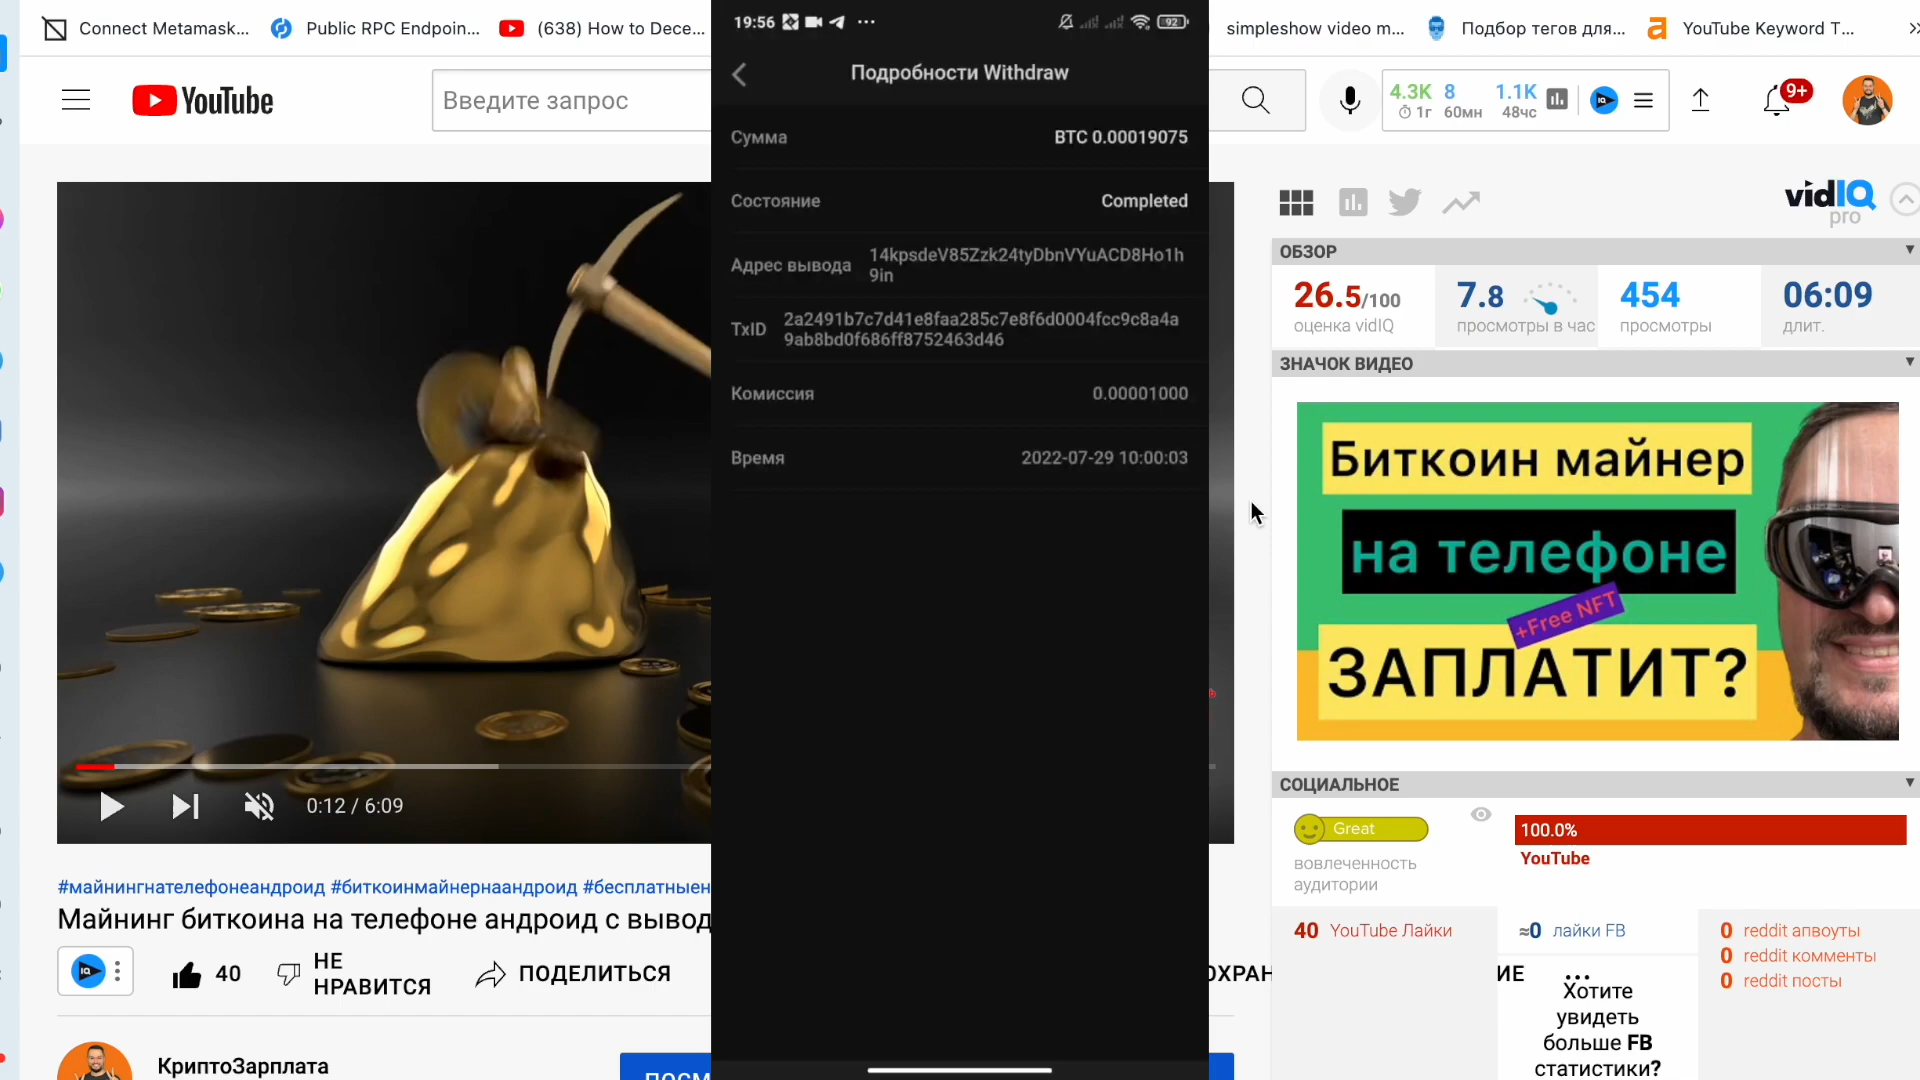 Connect Metamask...
Public RPC Endpoin...
(638) How to Dece...
simpleshow video m...
Подбор тегов для...
YouTube Keyword T...
YouTube
Введите запрос
4.3K 8 1.1K
1г 60мн 48чс
9+
19:56
92
Подробности Withdraw
Сумма BTC 0.00019075
Состояние Completed
Адрес вывода 14kpsdeV85Zzk24tyDbnVYuACD8Ho1h
9in
TxID 2a2491b7c7d41e8faa285c7e8f6d0004fcc9c8a4a
9ab8bd0f686ff8752463d46
Комиссия 0.00001000
Время 2022-07-29 10:00:03
0:12 / 6:09
#майнингнателефонеандроид #биткоинмайнернаандроид #бесплатныен
Майнинг биткоина на телефоне андроид с вывод
IQ
40
НЕ
НРАВИТСЯ
ПОДЕЛИТЬСЯ
ОХРАН
ИЕ
КриптоЗарплата
ПОСМ
vidIQ
pro
ОБЗОР
26.5/100
оценка vidIQ
7.8
просмотры в час
454
просмотры
06:09
длит.
ЗНАЧОК ВИДЕО
Биткоин майнер
на телефоне
+Free NFT
ЗАПЛАТИТ?
СОЦИАЛЬНОЕ
Great
вовлеченность
аудитории
100.0%
YouTube
40 YouTube Лайки
≈0 лайки FB
0 reddit апвоуты
0 reddit комменты
0 reddit посты
...
Хотите
увидеть
больше FB
статистики?